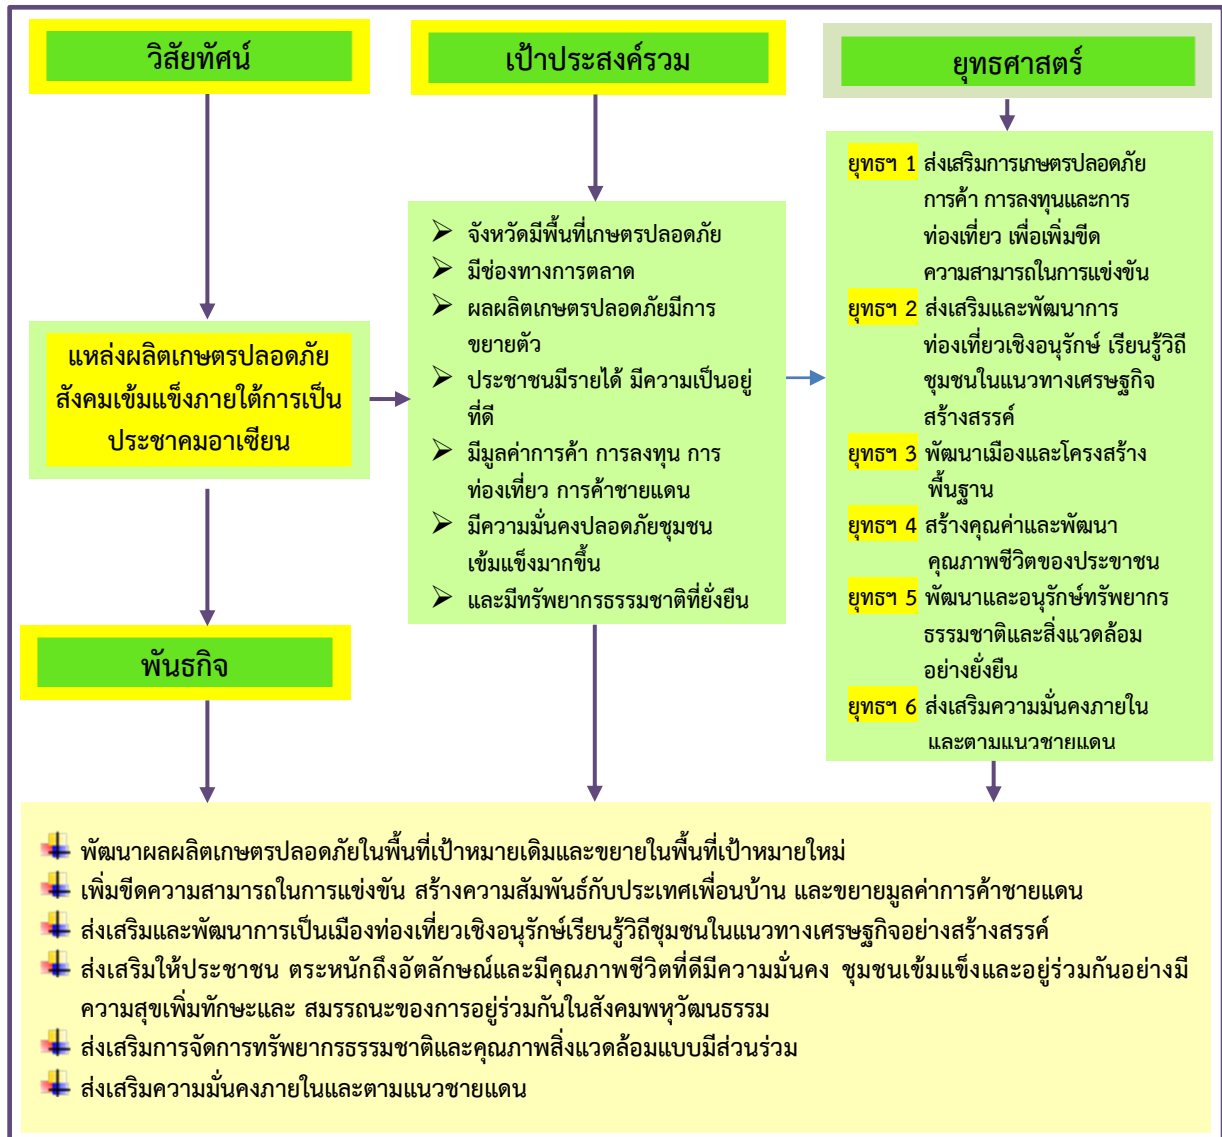 วิสัยทัศน์
แหล่งผลิตเกษตรปลอดภัย
สังคมเข้มแข็งภายใต้การเป็น
ประชาคมอาเซียน
เป้าประสงค์รวม
จังหวัดมีพื้นที่เกษตรปลอดภัย
มีช่องทางการตลาด
ผลผลิตเกษตรปลอดภัยมีการ
ขยายตัว
ประชาชนมีรายได้ มีความเป็นอยู่
ที่ดี
มีมูลค่าการค้า การลงทุน การ
ท่องเที่ยว การค้าชายแดน
มีความมั่นคงปลอดภัยชุมชน
เข้มแข็งมากขึ้น
และมีทรัพยากรธรรมชาติที่ยั่งยืน
ยุทธศาสตร์
ยุทธฯ 1 ส่งเสริมการเกษตรปลอดภัย
การค้า การลงทุนและการ
ท่องเที่ยว เพื่อเพิ่มขีด
ความสามารถในการแข่งขัน
ยุทธฯ 2 ส่งเสริมและพัฒนาการ
ท่องเที่ยวเชิงอนุรักษ์ เรียนรู้วิถี
ชุมชนในแนวทางเศรษฐกิจ
สร้างสรรค์
ยุทธฯ 3 พัฒนาเมืองและโครงสร้าง
พื้นฐาน
ยุทธฯ 4 สร้างคุณค่าและพัฒนา
คุณภาพชีวิตของประขาชน
ยุทธฯ 5 พัฒนาและอนุรักษ์ทรัพยากร
ธรรมชาติและสิ่งแวดล้อม
อย่างยั่งยืน
ยุทธฯ 6 ส่งเสริมความมั่นคงภายใน
และตามแนวชายแดน
พันธกิจ
พัฒนาผลผลิตเกษตรปลอดภัยในพื้นที่เป้าหมายเดิมและขยายในพื้นที่เป้าหมายใหม่
เพิ่มขีดความสามารถในการแข่งขัน สร้างความสัมพันธ์กับประเทศเพื่อนบ้าน และขยายมูลค่าการค้าชายแดน
ส่งเสริมและพัฒนาการเป็นเมืองท่องเที่ยวเชิงอนุรักษ์เรียนรู้วิถีชุมชนในแนวทางเศรษฐกิจอย่างสร้างสรรค์
ส่งเสริมให้ประชาชน ตระหนักถึงอัตลักษณ์และมีคุณภาพชีวิตที่ดีมีความมั่นคง ชุมชนเข้มแข็งและอยู่ร่วมกันอย่างมี
ความสุขเพิ่มทักษะและ สมรรถนะของการอยู่ร่วมกันในสังคมพหุวัฒนธรรม
ส่งเสริมการจัดการทรัพยากรธรรมชาติและคุณภาพสิ่งแวดล้อมแบบมีส่วนร่วม
ส่งเสริมความมั่นคงภายในและตามแนวชายแดน